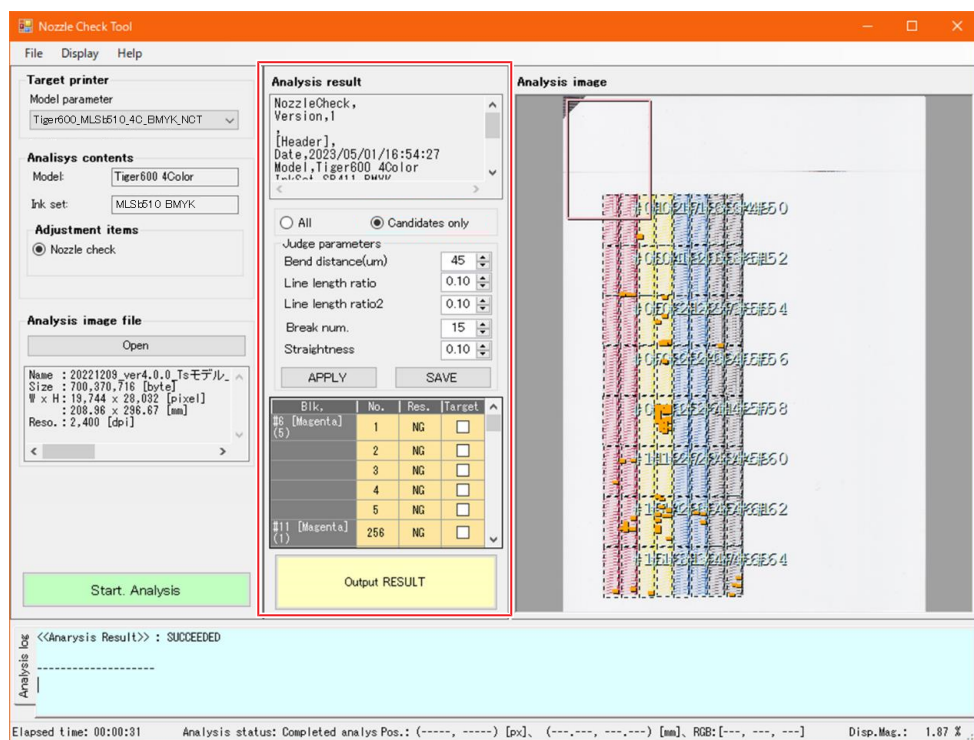 Nozzle Check Tool
File Display Help
Target printer
Model parameter
Tiger600_MLSb510_4C_BMYK_NCT
Analisys contents
Model: Tiger600 4Color
Ink set: MLSb510 BMYK
Adjustment items
Nozzle check
Analysis image file
Open
Name : 20221209_ver4.0.0_Tsモデル_
Size : 700,370,716 [byte]
W x H: 19,744 x 28,032 [pixel]
: 208.96 x 296.67 [mm]
Reso. : 2,400 [dpi]
Start. Analysis
Analysis result
NozzleCheck,
Version,1
,
[Header],
Date,2023/05/01/16:54:27
Model,Tiger600 4Color
InkSet,SB411 BMYK
All Candidates only
Judge parameters
Bend distance(um) 45
Line length ratio 0.10
Line length ratio2 0.10
Break num. 15
Straightness 0.10
APPLY SAVE
Blk, No. Res. Target
#6 [Magenta] 1 NG
(5)
2 NG
3 NG
4 NG
5 NG
#11 [Magenta] 256 NG
(1)
Output RESULT
Analysis image
Analysis log
<<Anarysis Result>> : SUCCEEDED
--------------------
Elapsed time: 00:00:31 Analysis status: Completed analys Pos.: (-----, -----) [px]、 (---.---, ---.---) [mm]、RGB:[---, ---, ---] Disp.Mag.: 1.87 %